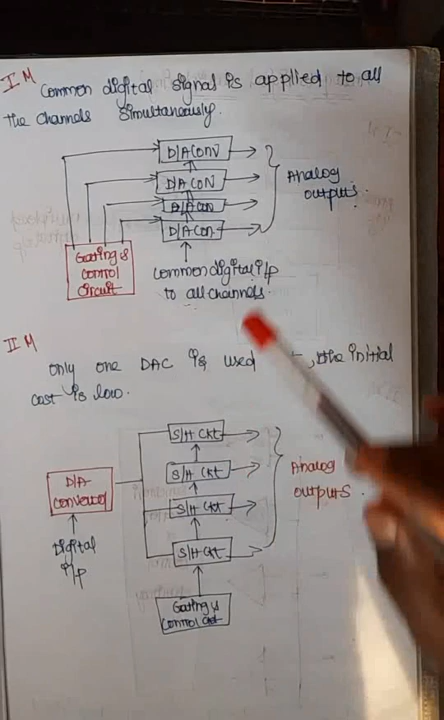 I M Common digital signal is applied to all
the channels simultaneously.
D/A CONV
D/A CON
D/A CON
D/A CON
Analog
outputs.
Gating &
control
circuit
Common digital i/p
to all channels.
II M
Only one DAC is used , the initial
cost is low.
S/H Ckt
S/H Ckt
S/H Ckt
S/H Ckt
D/A
Convertor
Digital
i/p
Analog
outputs.
Gating &
control ckt